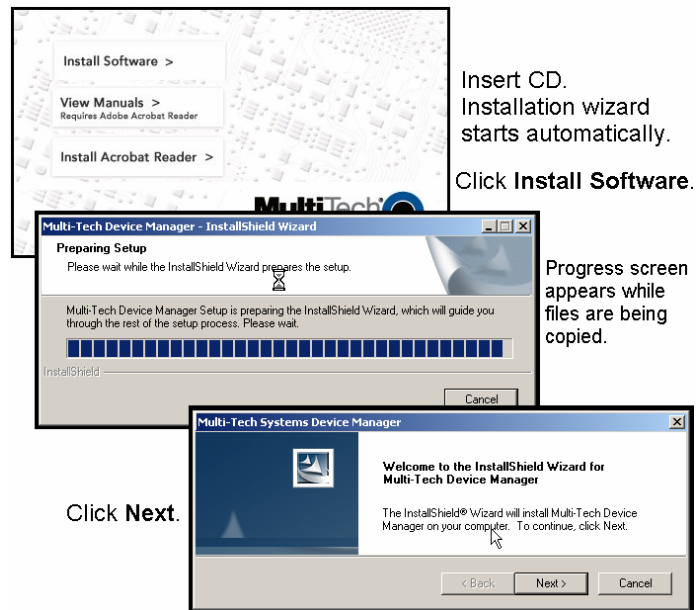 Install Software >
View Manuals >
Requires Adobe Acrobat Reader
Install Acrobat Reader >
MultiTech
Insert CD.
Installation wizard
starts automatically.
Click Install Software.
Multi-Tech Device Manager - InstallShield Wizard
Preparing Setup
Please wait while the InstallShield Wizard prepares the setup.
Multi-Tech Device Manager Setup is preparing the InstallShield Wizard, which will guide you
through the rest of the setup process. Please wait.
InstallShield
Cancel
Progress screen
appears while
files are being
copied.
Multi-Tech Systems Device Manager
Welcome to the InstallShield Wizard for
Multi-Tech Device Manager
The InstallShield® Wizard will install Multi-Tech Device
Manager on your computer. To continue, click Next.
< Back
Next >
Cancel
Click Next.